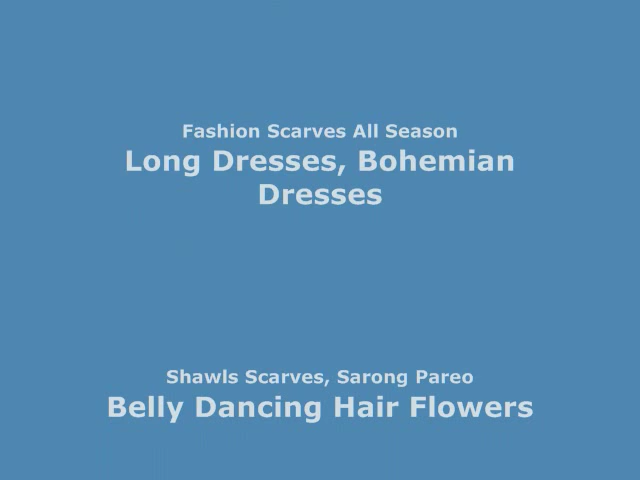 Fashion Scarves All Season
Long Dresses, Bohemian
Dresses
Shawls Scarves, Sarong Pareo
Belly Dancing Hair Flowers